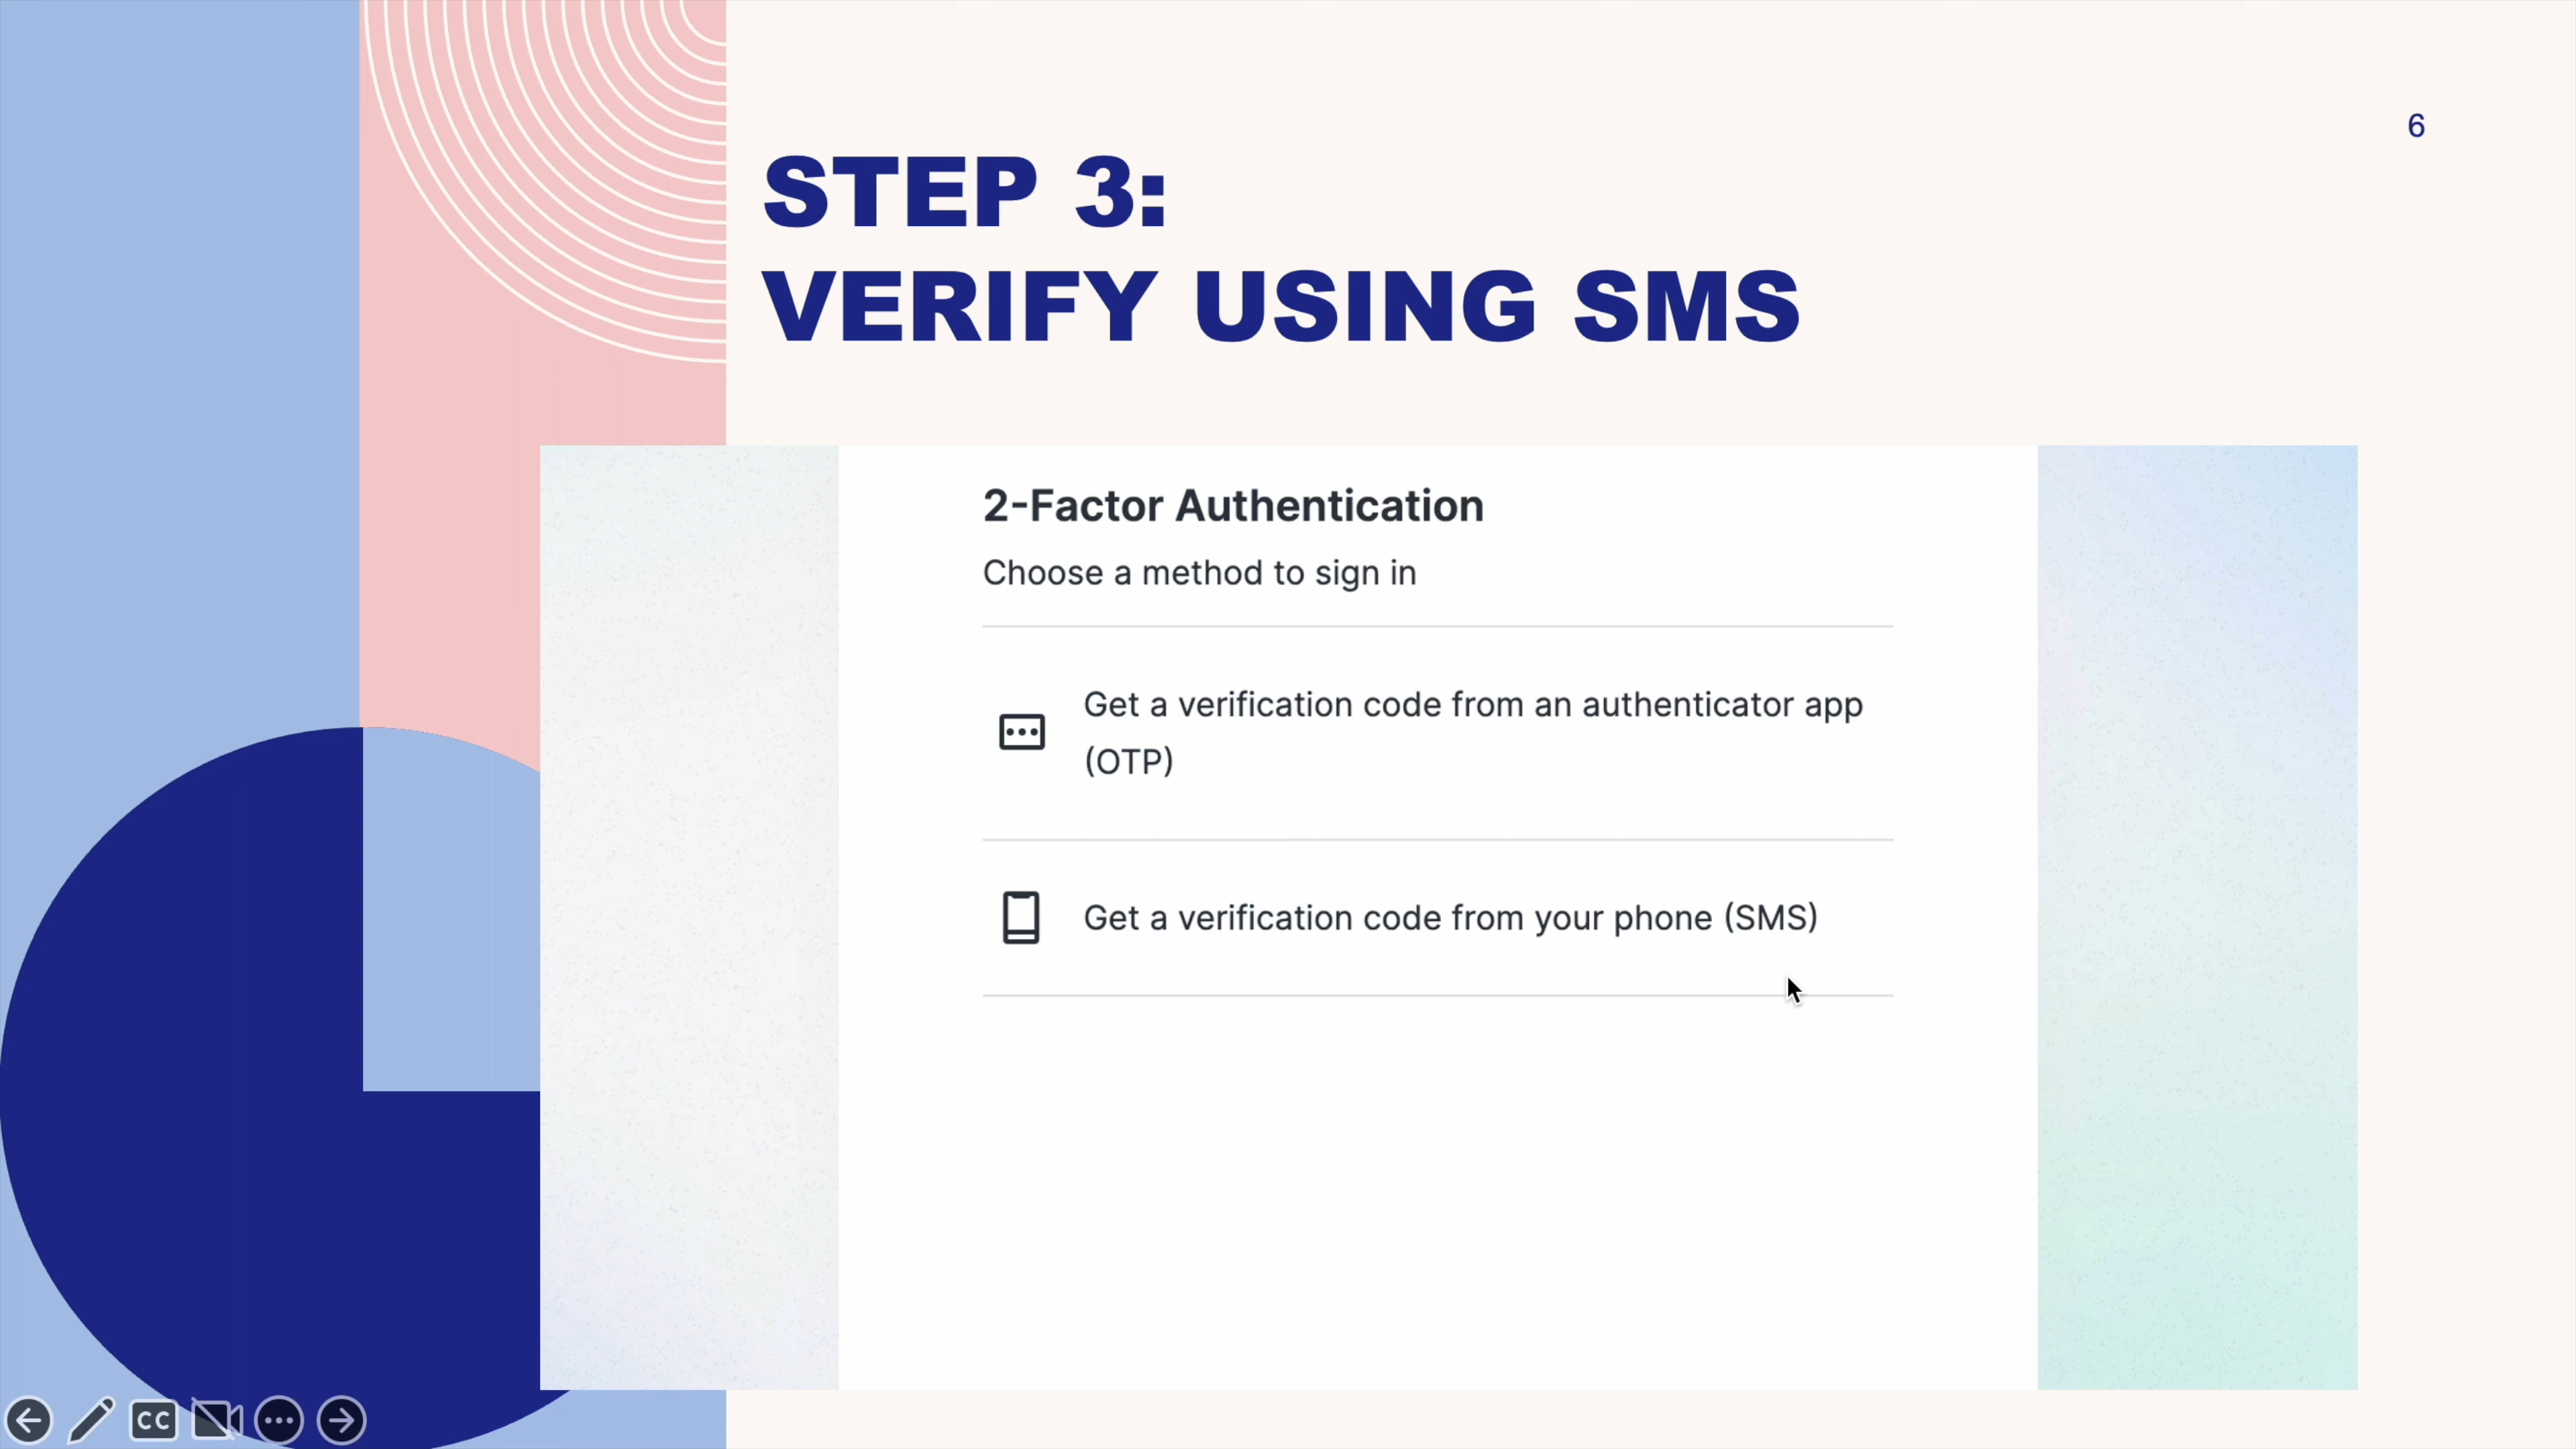 6
STEP 3:
VERIFY USING SMS
2-Factor Authentication
Choose a method to sign in
Get a verification code from an authenticator app
(OTP)
Get a verification code from your phone (SMS)
CC